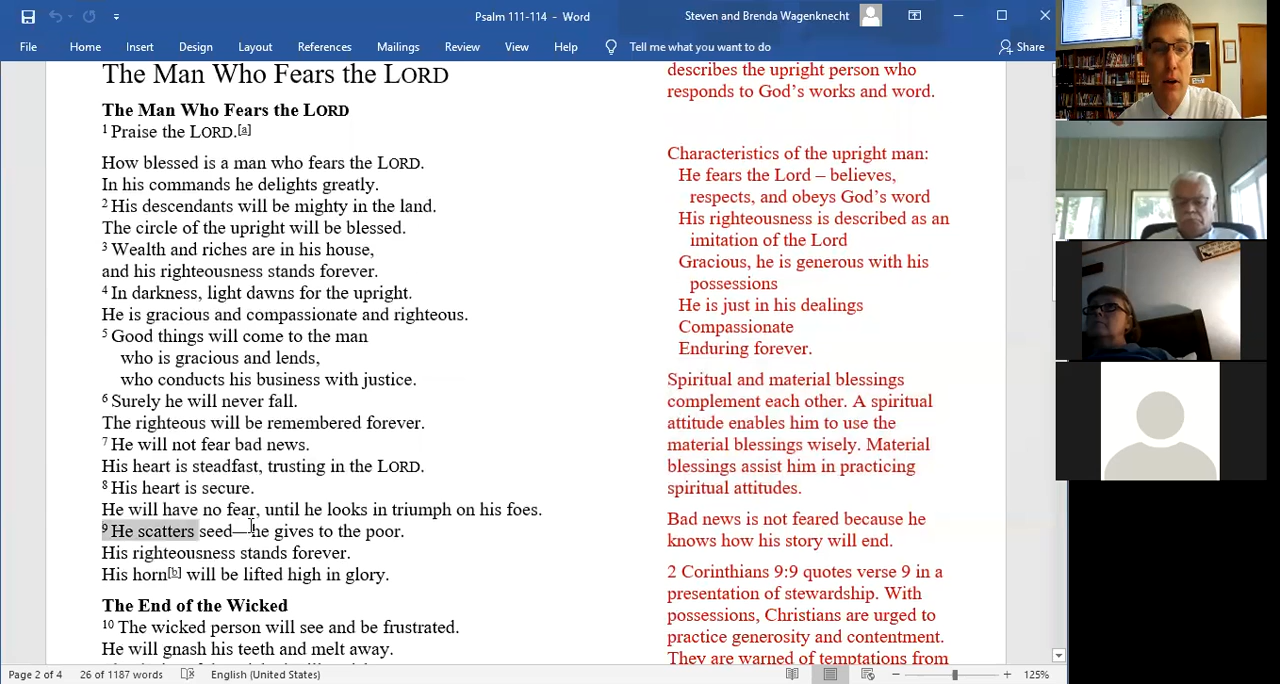 Psalm 111-114 – Word
Steven and Brenda Wagenknecht
File Home Insert Design Layout References Mailings Review View Help Tell me what you want to do Share
The Man Who Fears the LORD
The Man Who Fears the LORD
1 Praise the LORD.[a]
How blessed is a man who fears the LORD.
In his commands he delights greatly.
2 His descendants will be mighty in the land.
The circle of the upright will be blessed.
3 Wealth and riches are in his house,
and his righteousness stands forever.
4 In darkness, light dawns for the upright.
He is gracious and compassionate and righteous.
5 Good things will come to the man
who is gracious and lends,
who conducts his business with justice.
6 Surely he will never fall.
The righteous will be remembered forever.
7 He will not fear bad news.
His heart is steadfast, trusting in the LORD.
8 His heart is secure.
He will have no fear, until he looks in triumph on his foes.
9 He scatters seed—he gives to the poor.
His righteousness stands forever.
His horn[b] will be lifted high in glory.
The End of the Wicked
10 The wicked person will see and be frustrated.
He will gnash his teeth and melt away.
describes the upright person who
responds to God's works and word.
Characteristics of the upright man:
He fears the Lord – believes,
respects, and obeys God's word
His righteousness is described as an
imitation of the Lord
Gracious, he is generous with his
possessions
He is just in his dealings
Compassionate
Enduring forever.
Spiritual and material blessings
complement each other. A spiritual
attitude enables him to use the
material blessings wisely. Material
blessings assist him in practicing
spiritual attitudes.
Bad news is not feared because he
knows how his story will end.
2 Corinthians 9:9 quotes verse 9 in a
presentation of stewardship. With
possessions, Christians are urged to
practice generosity and contentment.
They are warned of temptations from
Page 2 of 4 26 of 1187 words English (United States) 125%